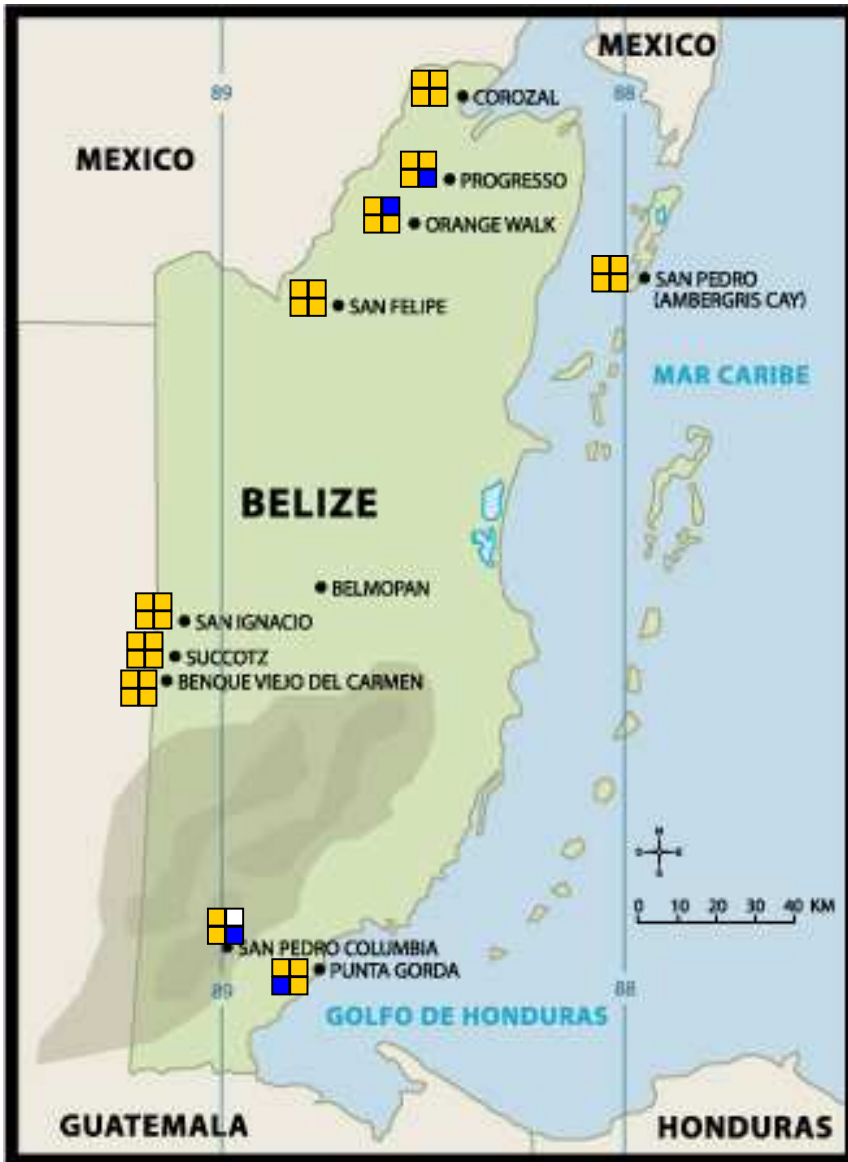 MEXICO
89
88
COROZAL
MEXICO
PROGRESSO
ORANGE WALK
SAN PEDRO
(AMBERGRIS CAY)
SAN FELIPE
MAR CARIBE
BELIZE
BELMOPAN
SAN IGNACIO
SUCCOTZ
BENQUE VIEJO DEL CARMEN
0 10 20 30 40 KM
SAN PEDRO COLUMBIA
PUNTA GORDA
89
88
GOLFO DE HONDURAS
GUATEMALA
HONDURAS